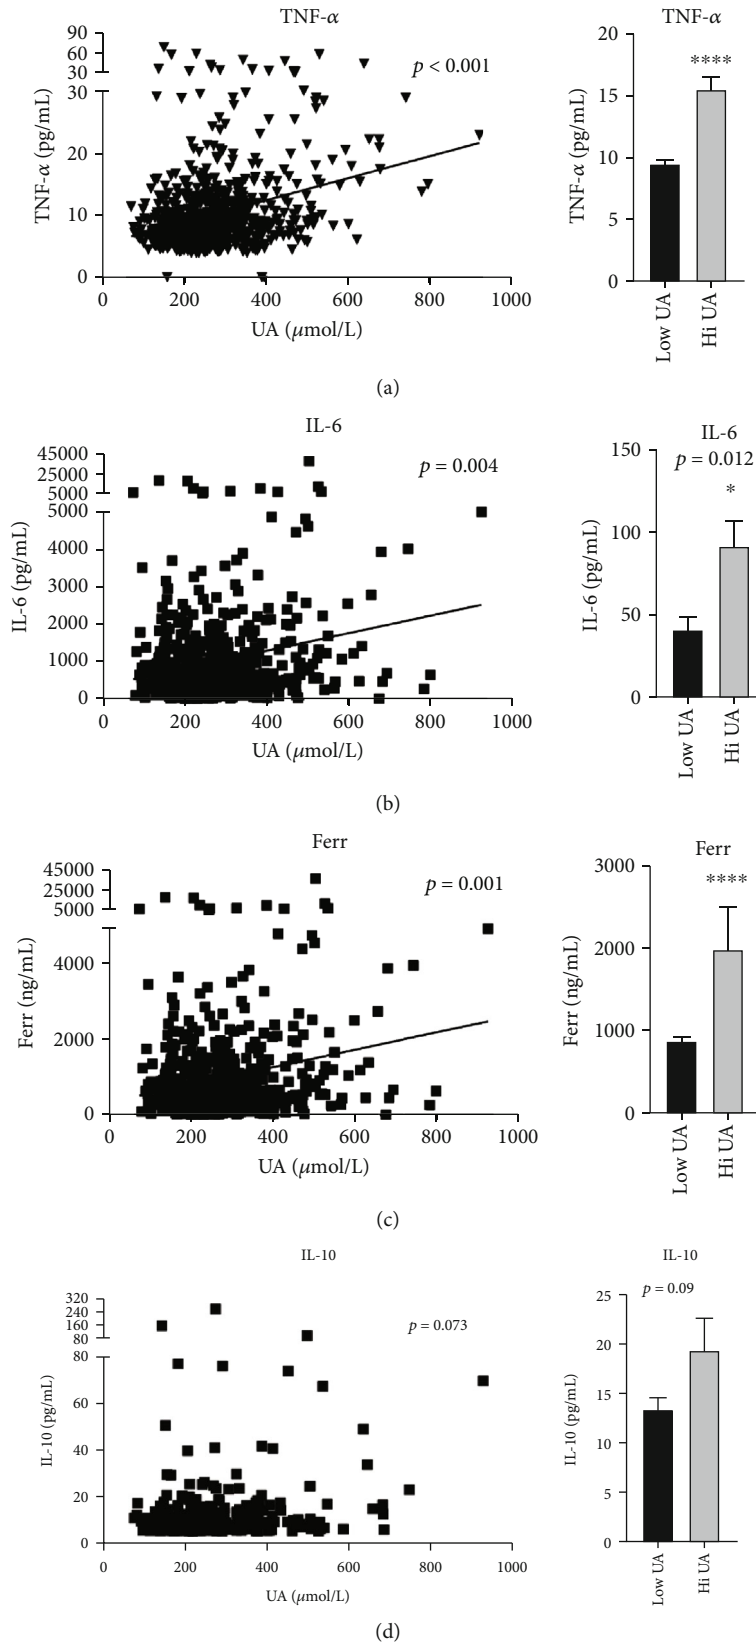 TNF-α
90
60
30
30
20
10
0
p < 0.001
TNF-α (pg/mL)
0 200 400 600 800 1000
UA (μmol/L)
TNF-α
20
15
10
5
0
****
TNF-α (pg/mL)
Low UA
Hi UA
(a)
IL-6
45000
25000
5000
5000
4000
3000
2000
1000
0
p = 0.004
IL-6 (pg/mL)
0 200 400 600 800 1000
UA (μmol/L)
IL-6
p = 0.012
*
150
100
50
0
IL-6 (pg/mL)
Low UA
Hi UA
(b)
Ferr
45000
25000
5000
4000
2000
0
p = 0.001
Ferr (ng/mL)
0 200 400 600 800 1000
UA (μmol/L)
Ferr
****
3000
2000
1000
0
Ferr (ng/mL)
Low UA
Hi UA
(c)
IL-10
320
240
160
80
80
60
40
20
0
p = 0.073
IL-10 (pg/mL)
0 200 400 600 800 1000
UA (μmol/L)
IL-10
p = 0.09
25
20
15
13
10
5
0
IL-10 (pg/mL)
Low UA
Hi UA
(d)